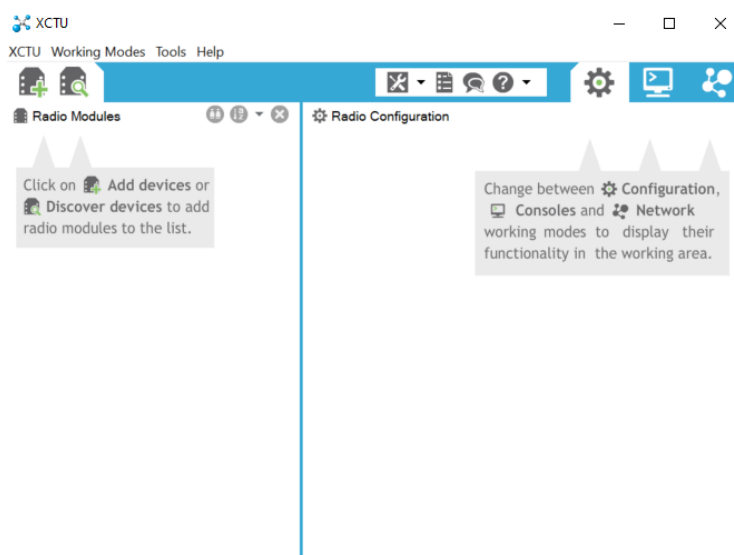 XCTU
XCTU Working Modes Tools Help
Radio Modules
Radio Configuration
Click on Add devices or
Discover devices to add
radio modules to the list.
Change between Configuration,
Consoles and Network
working modes to display their
functionality in the working area.